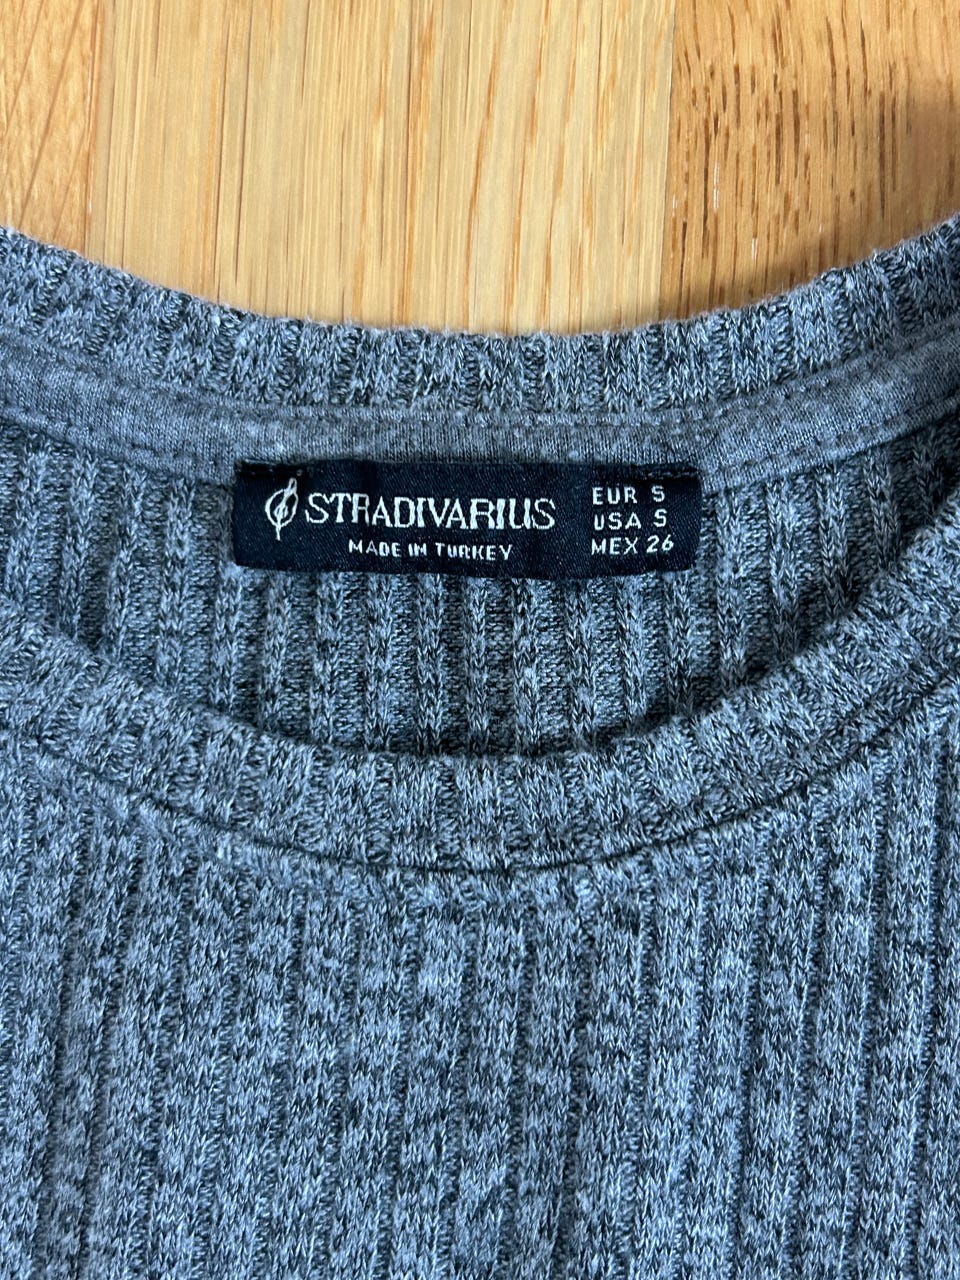 STRADIVARIUS
MADE IN TURKEY
EUR S
USA S
MEX 26